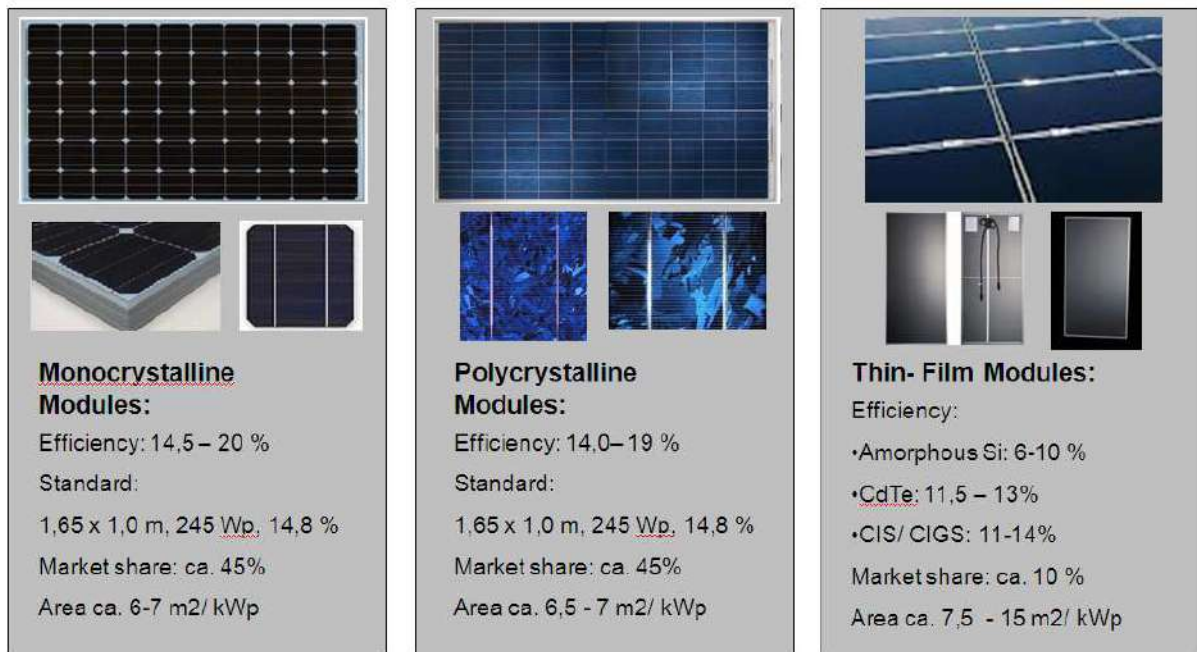 Monocrystalline
Modules:
Efficiency: 14,5 – 20 %
Standard:
1,65 x 1,0 m, 245 Wp, 14,8 %
Market share: ca. 45%
Area ca. 6-7 m2/ kWp
Polycrystalline
Modules:
Efficiency: 14,0– 19 %
Standard:
1,65 x 1,0 m, 245 Wp, 14,8 %
Market share: ca. 45%
Area ca. 6,5 - 7 m2/ kWp
Thin- Film Modules:
Efficiency:
•Amorphous Si: 6-10 %
•CdTe: 11,5 – 13%
•CIS/ CIGS: 11-14%
Market share: ca. 10 %
Area ca. 7,5 - 15 m2/ kWp